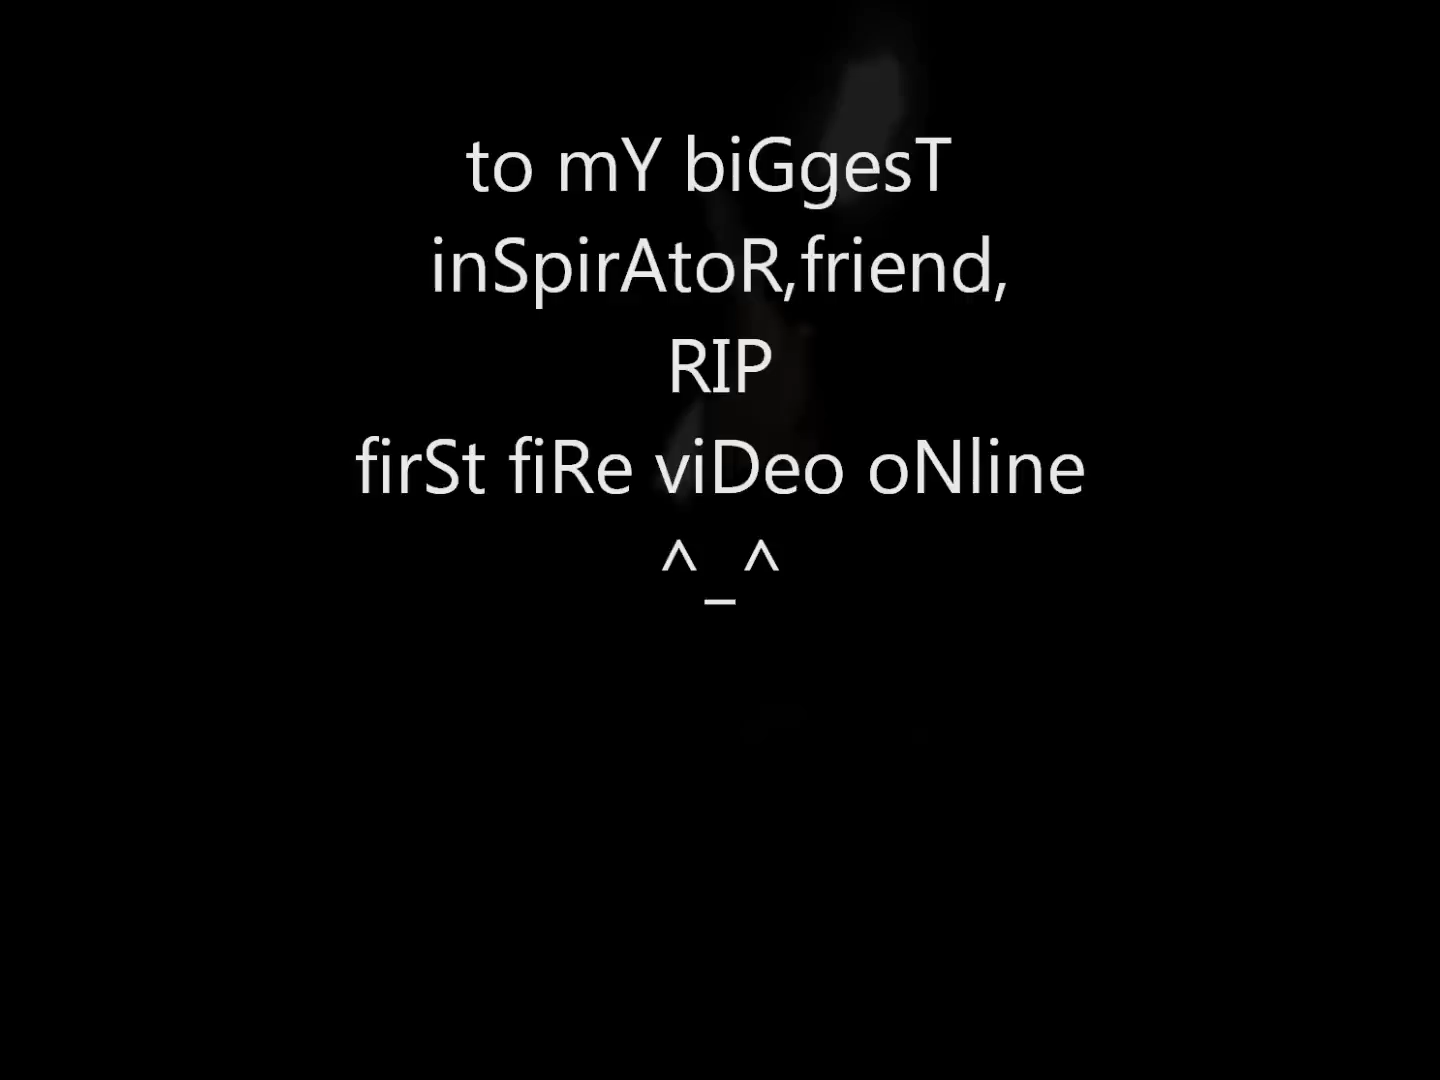 to mY biGgesT
inSpirAtoR,friend,
RIP
firSt fiRe viDeo oNline
^_^